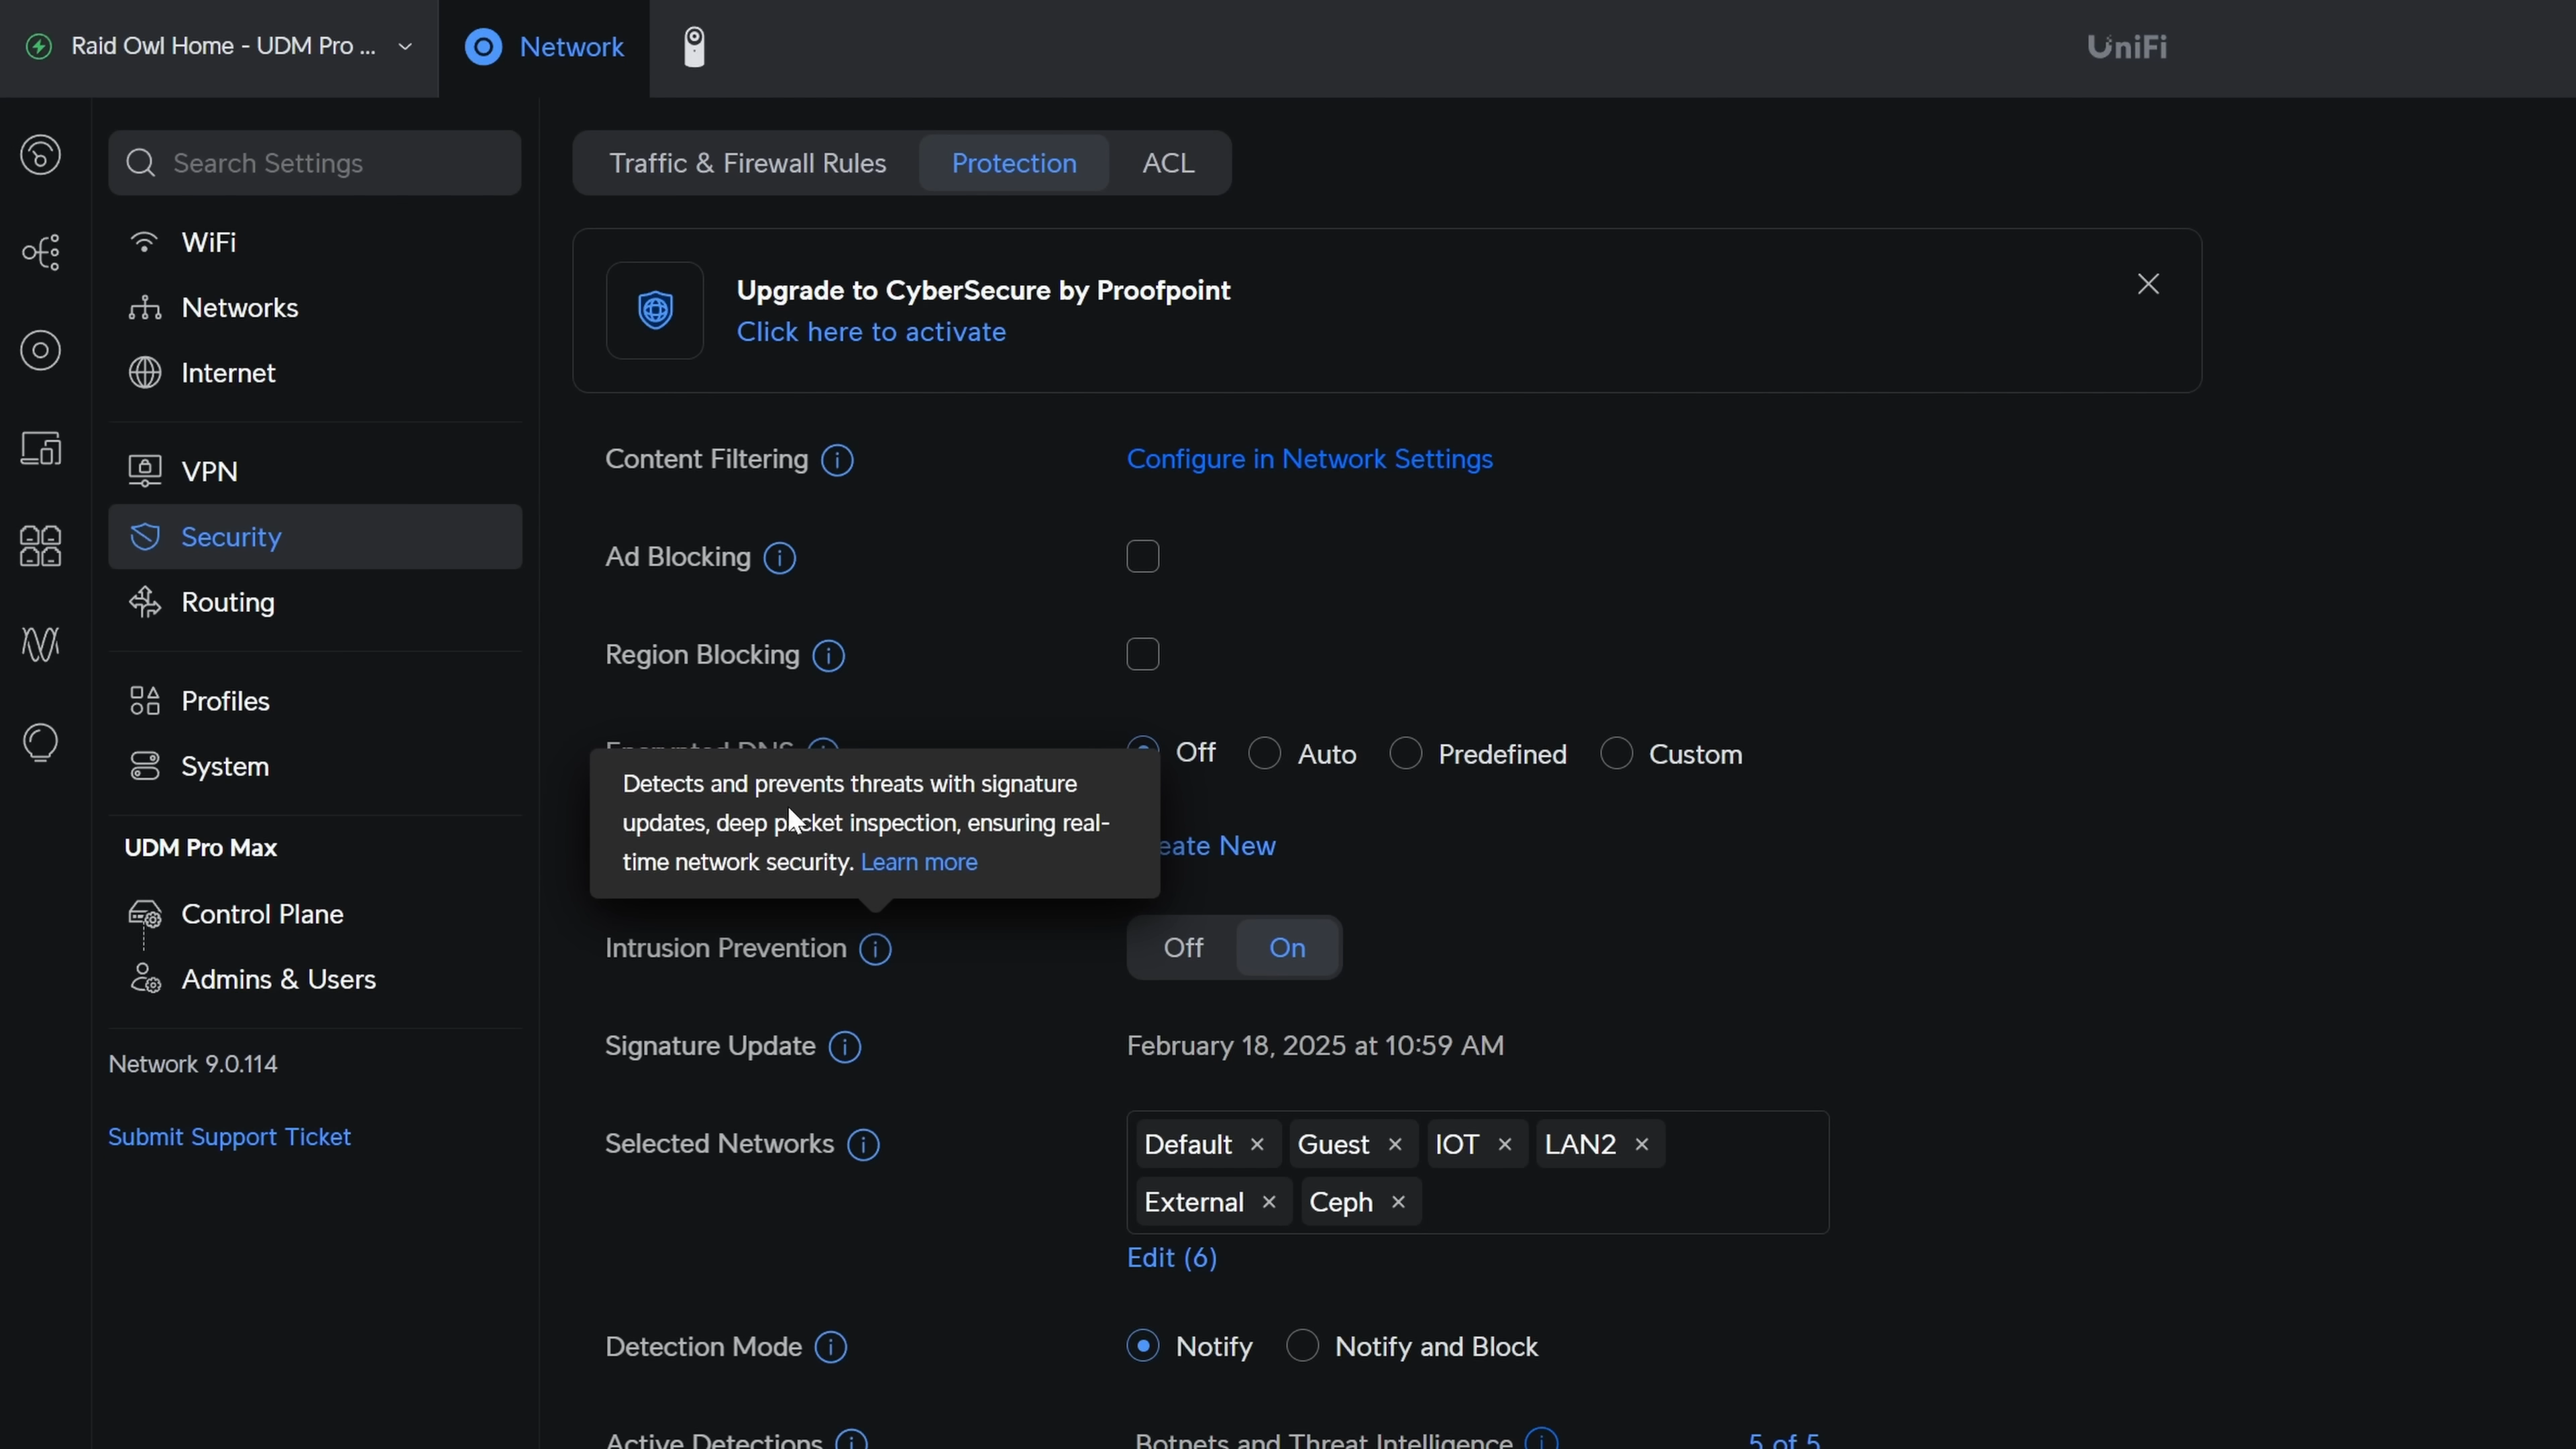 Raid Owl Home - UDM Pro ...
Network
UniFi
Search Settings
WiFi
Networks
Internet
VPN
Security
Routing
Profiles
System
UDM Pro Max
Control Plane
Admins & Users
Network 9.0.114
Submit Support Ticket
Traffic & Firewall Rules
Protection
ACL
Upgrade to CyberSecure by Proofpoint
Click here to activate
Content Filtering
Configure in Network Settings
Ad Blocking
Region Blocking
Encrypted DNS
Off
Auto
Predefined
Custom
Detects and prevents threats with signature
updates, deep packet inspection, ensuring real-
time network security. Learn more
eate New
Intrusion Prevention
Off
On
Signature Update
February 18, 2025 at 10:59 AM
Selected Networks
Default × Guest × IOT × LAN2 ×
External × Ceph ×
Edit (6)
Detection Mode
Notify
Notify and Block
Active Detections
Botnets and Threat Intelligence
5 of 5